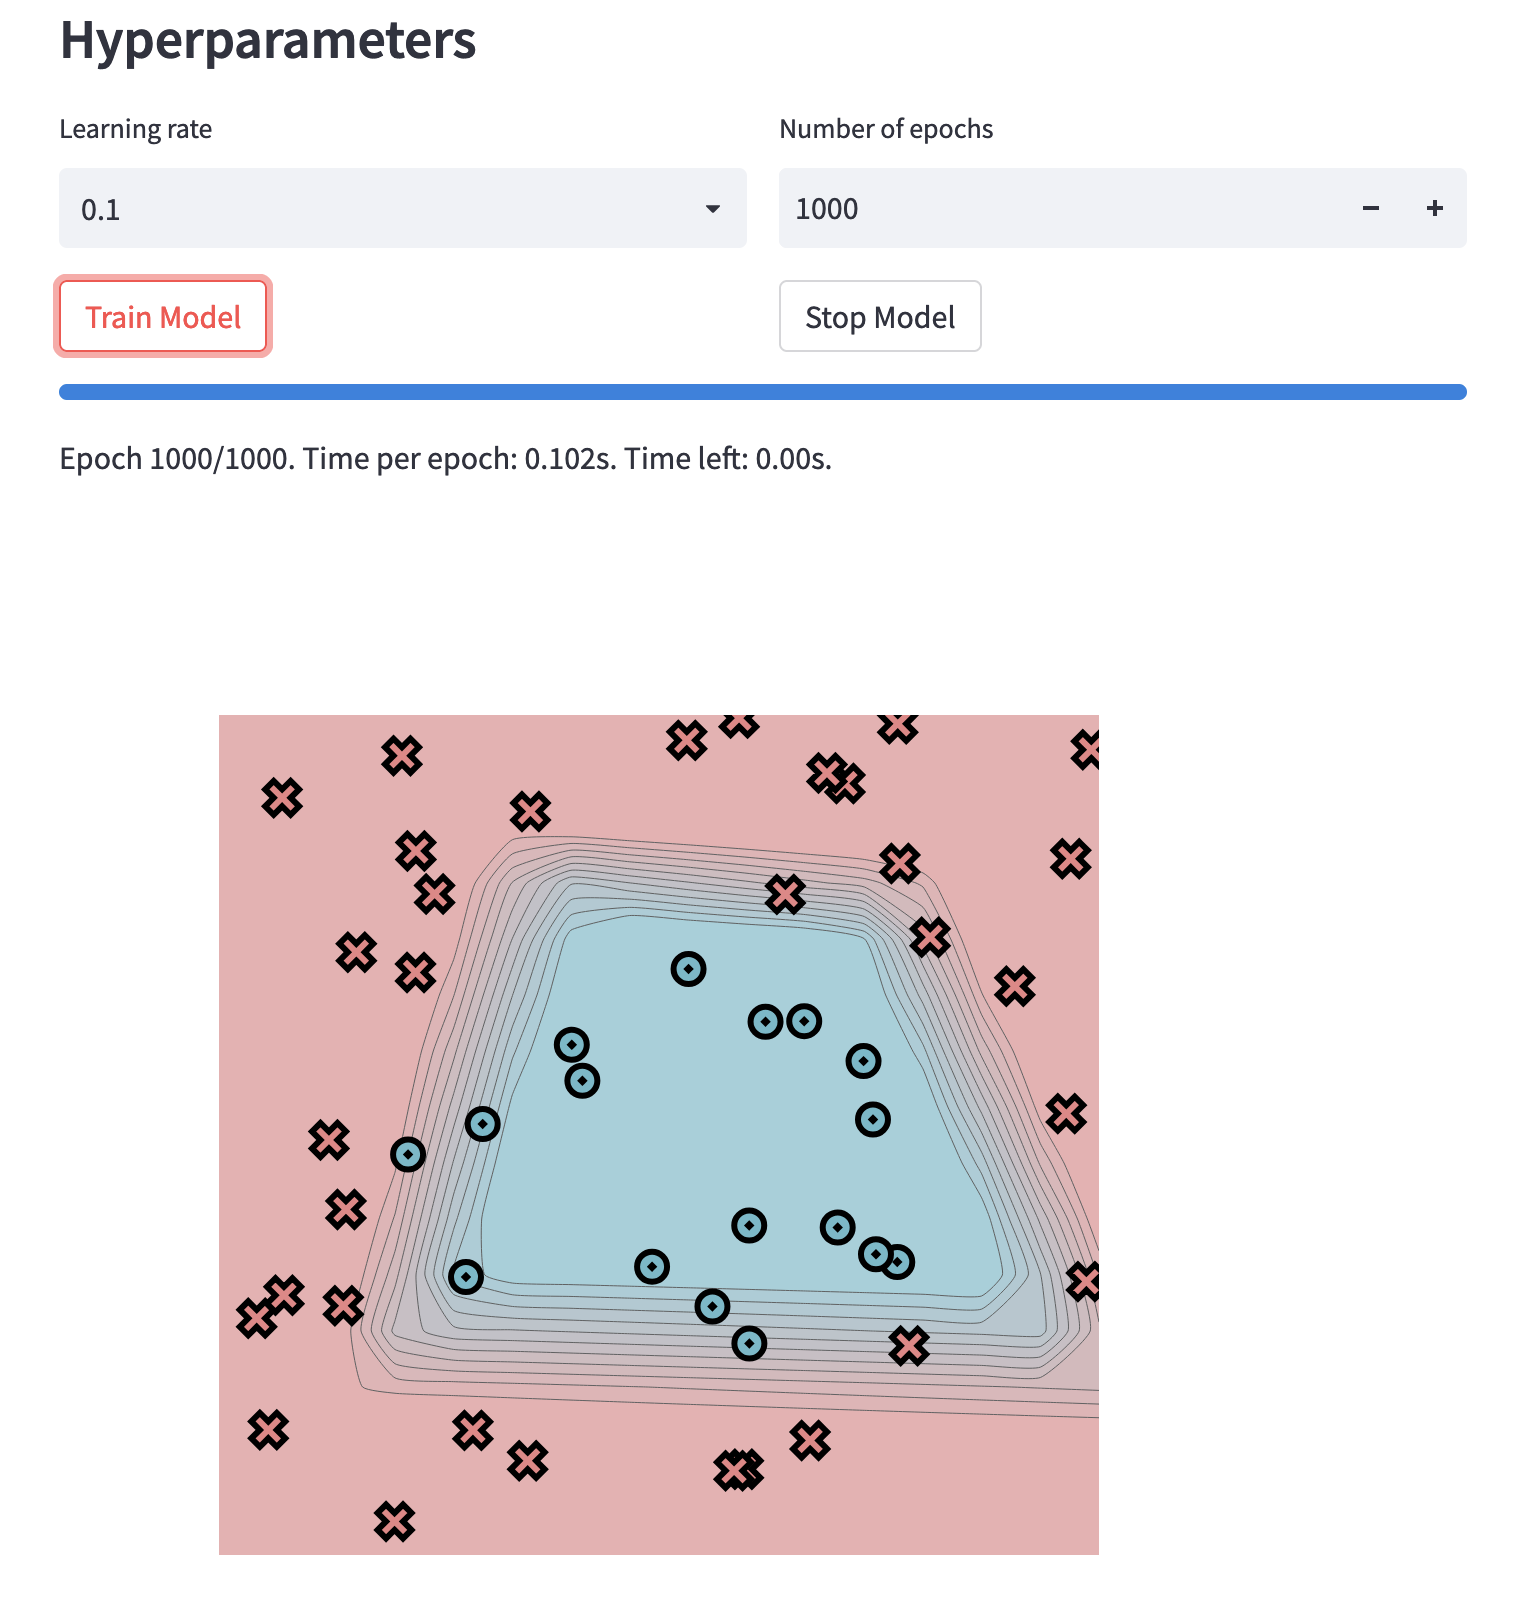 Hyperparameters
Learning rate
Number of epochs
0.1
1000
Train Model
Stop Model
Epoch 1000/1000. Time per epoch: 0.102s. Time left: 0.00s.